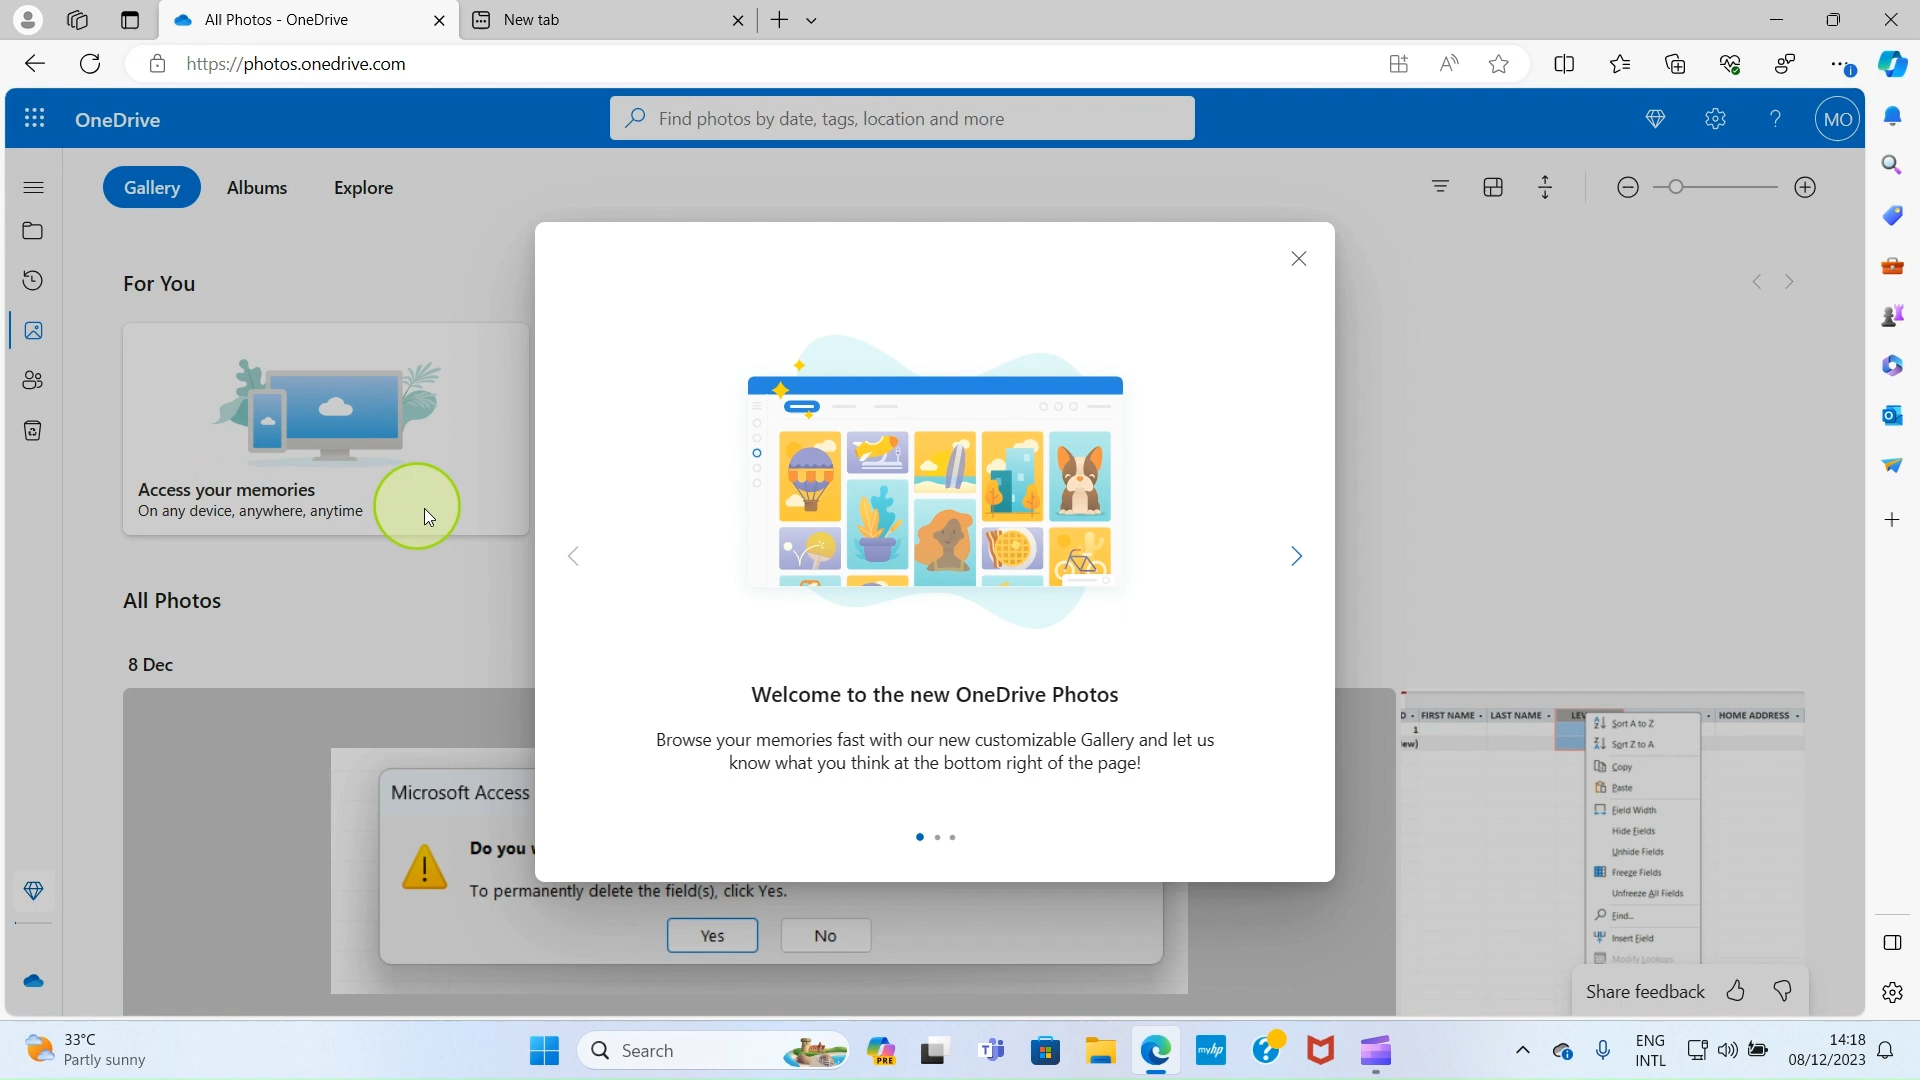 All Photos - OneDrive
New tab
https://photos.onedrive.com
OneDrive
Find photos by date, tags, location and more
MO
Gallery
Albums
Explore
For You
Access your memories
On any device, anywhere, anytime
All Photos
8 Dec
Welcome to the new OneDrive Photos
Browse your memories fast with our new customizable Gallery and let us
know what you think at the bottom right of the page!
Microsoft Access
Do you
To permanently delete the field(s), click Yes.
Yes
No
FIRST NAME
LAST NAME
HOME ADDRESS
1
Sort A to Z
Sort Z to A
Copy
Paste
Field Width
Hide Fields
Unhide Fields
Freeze Fields
Unfreeze All Fields
Find...
Insert Field
Modify Lookups
Share feedback
33°C
Partly sunny
Search
PRE
myhp
ENG
INTL
14:18
08/12/2023